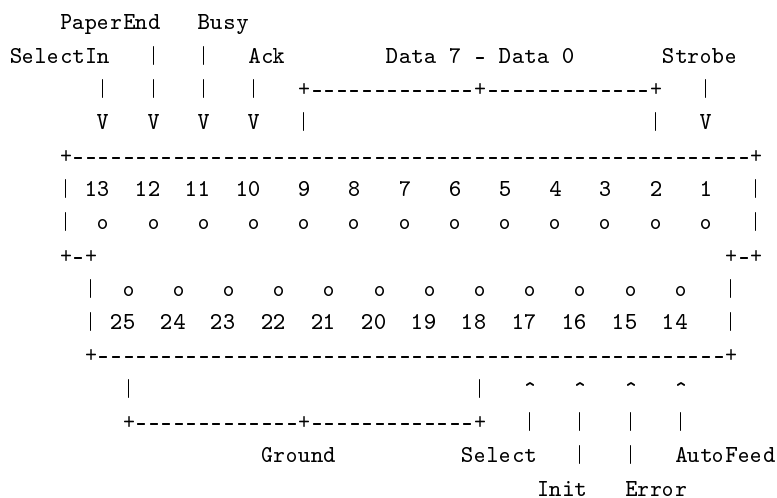 PaperEnd Busy
SelectIn | | Ack Data 7 - Data 0 Strobe
| | | | +-------------+-------------+ |
V V V V | | V
+------------------------------------------------------+
| 13 12 11 10 9 8 7 6 5 4 3 2 1 |
| o o o o o o o o o o o o o |
+-+ +-+
| o o o o o o o o o o o o |
| 25 24 23 22 21 20 19 18 17 16 15 14 |
+--------------------------------------------------+
| | ^ ^ ^ ^
+-------------+-------------+ | | | |
Ground Select | | AutoFeed
Init Error